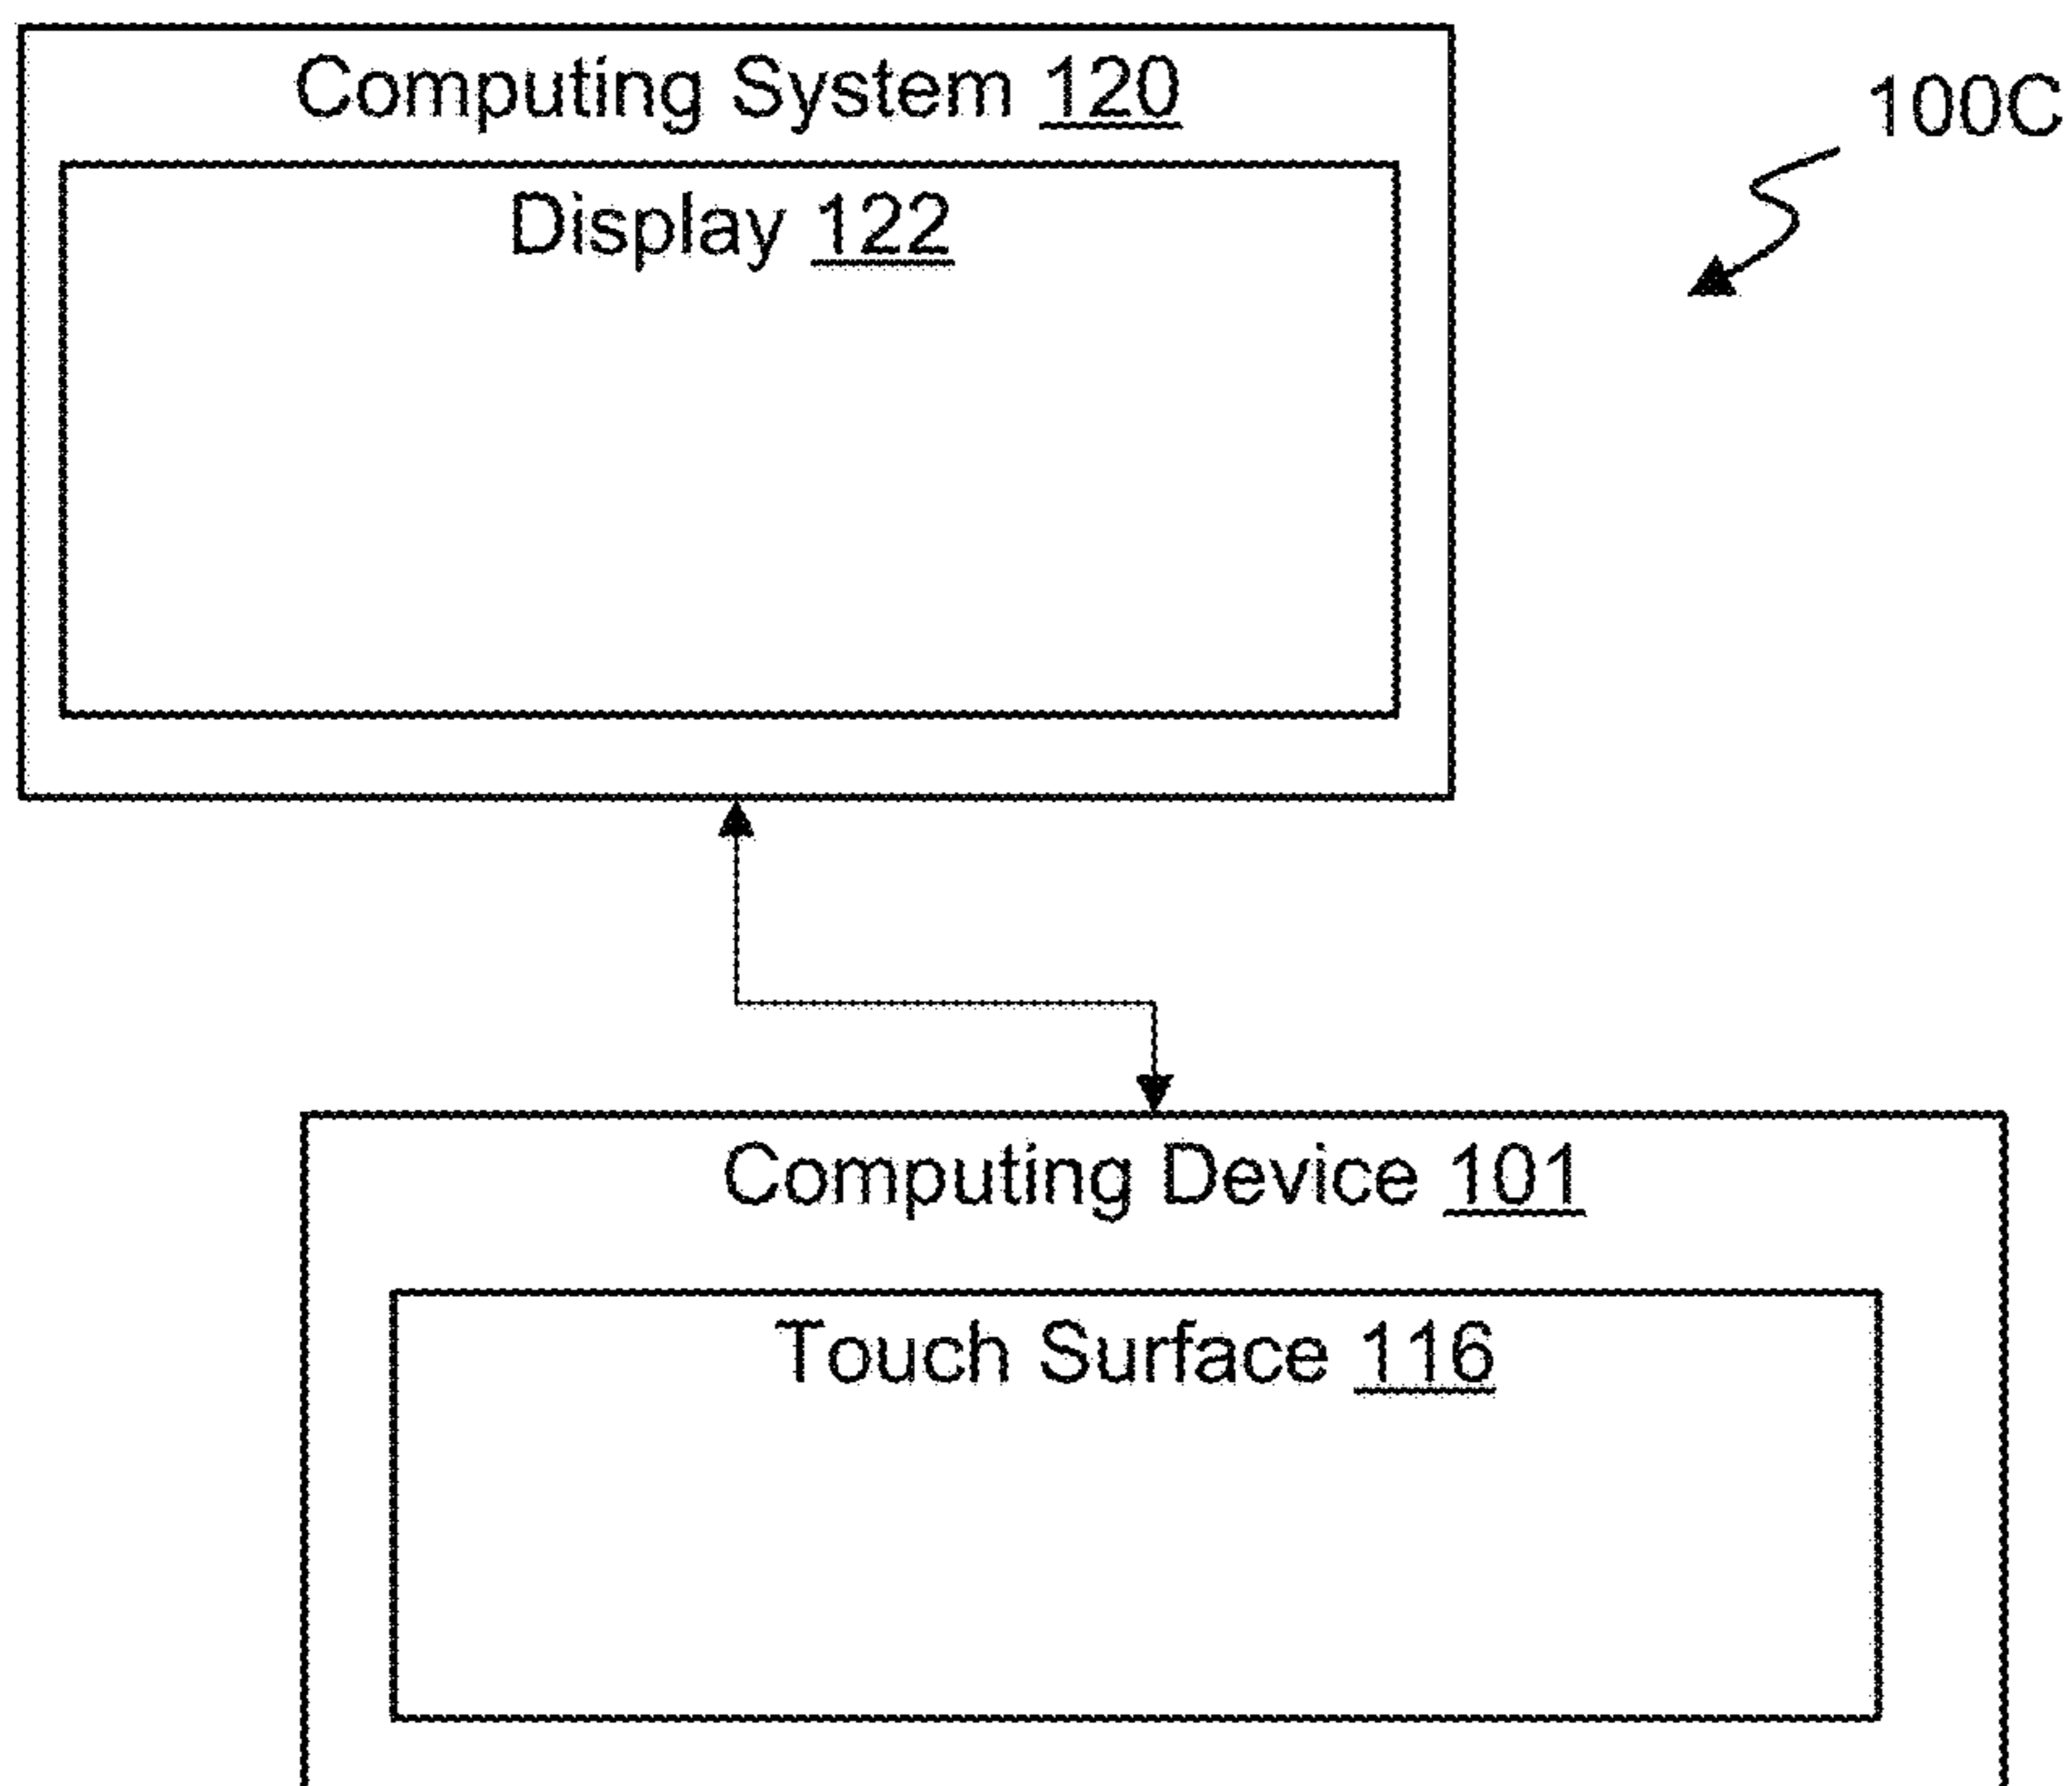 Computing System 120
100C
Display 122
Computing Device 101
Touch Surface 116